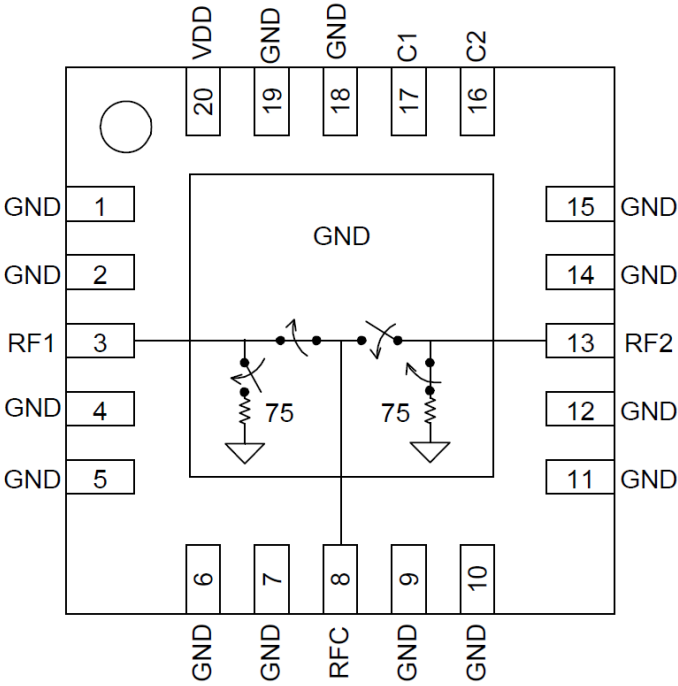 VDD
GND
GND
C1
C2
20
19
18
17
16
GND 1
15 GND
GND
GND 2
14 GND
RF1 3
13 RF2
GND 4
75
75
12 GND
GND 5
11 GND
6
7
8
9
10
GND
GND
RFC
GND
GND